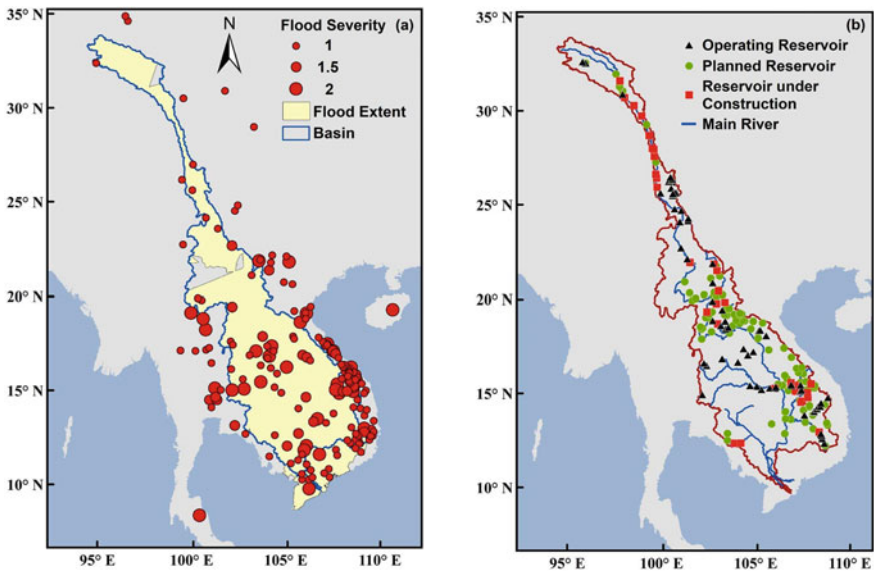 Flood Severity (a)
N
1
1.5
2
Flood Extent
Basin
35° N
30° N
25° N
20° N
15° N
10° N
95° E
100° E
105° E
110° E
(b)
Operating Reservoir
Planned Reservoir
Reservoir under
Construction
Main River
35° N
30° N
25° N
20° N
15° N
10° N
95° E
100° E
105° E
110° E